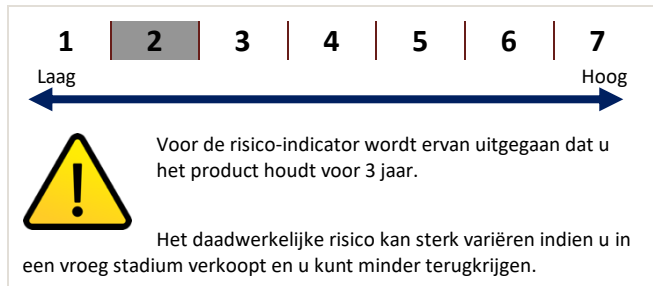 1 2 3 4 5 6 7
Laag Hoog
Voor de risico-indicator wordt ervan uitgegaan dat u
het product houdt voor 3 jaar.
Het daadwerkelijke risico kan sterk variëren indien u in
een vroeg stadium verkoopt en u kunt minder terugkrijgen.